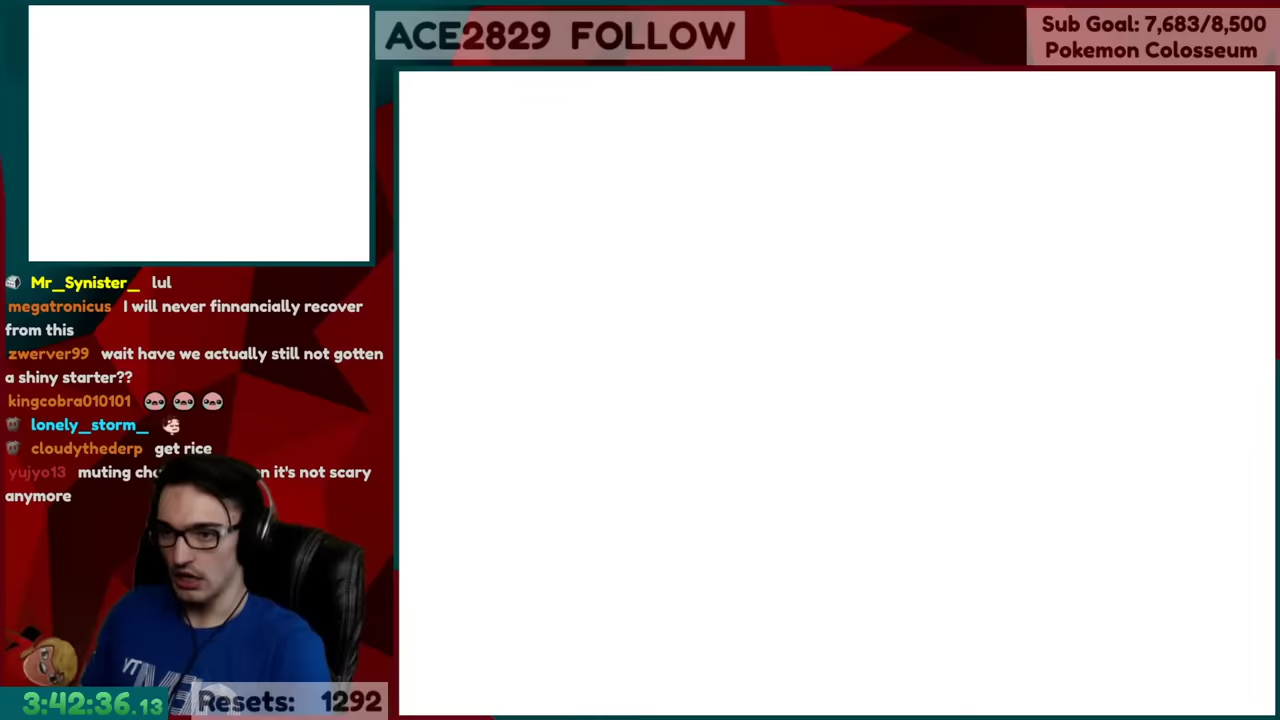 ACE2829 FOLLOW
Sub Goal: 7,683/8,500
Pokemon Colosseum
Mr_Synister_ lul
megatronicus I will never finnancially recover
from this
zwerver99 wait have we actually still not gotten
a shiny starter??
kingcobra010101
lonely_storm_
cloudythederp get rice
yujyo13 muting it's not scary
anymore
YT
3:42:36.13
Resets: 1292